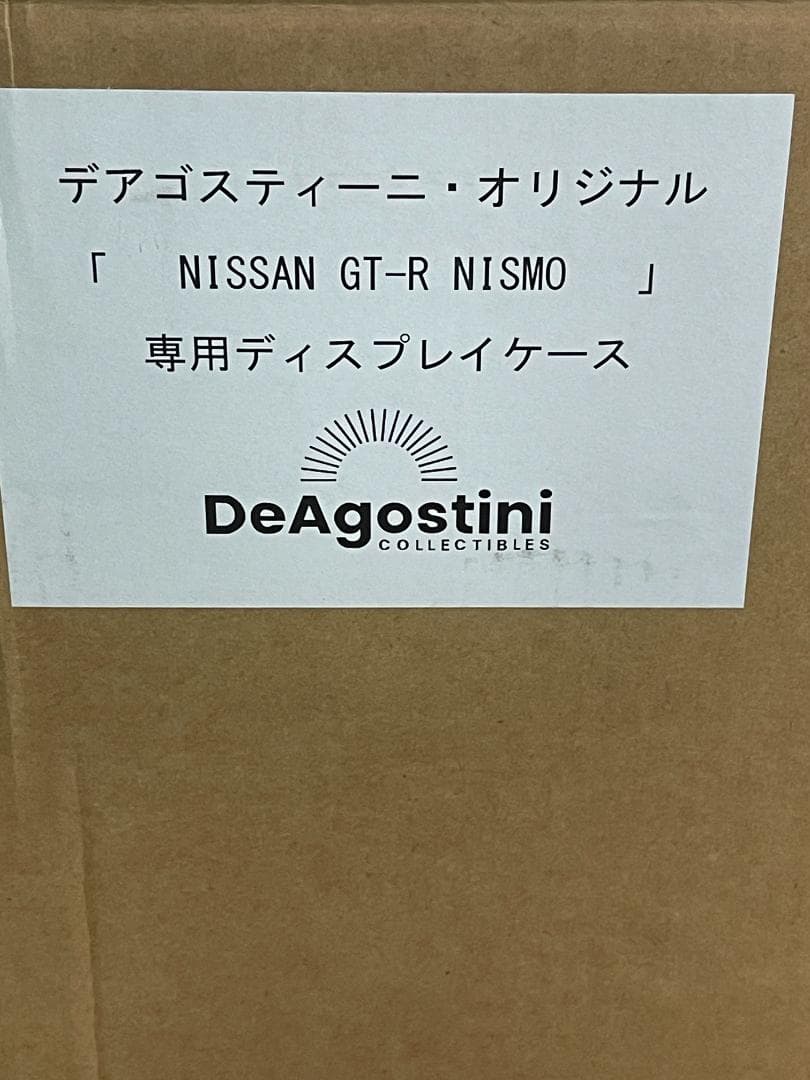 デアゴスティーニ・オリジナル
「 NISSAN GT-R NISMO 」
専用ディスプレイケース
DeAgostini
COLLECTIBLES